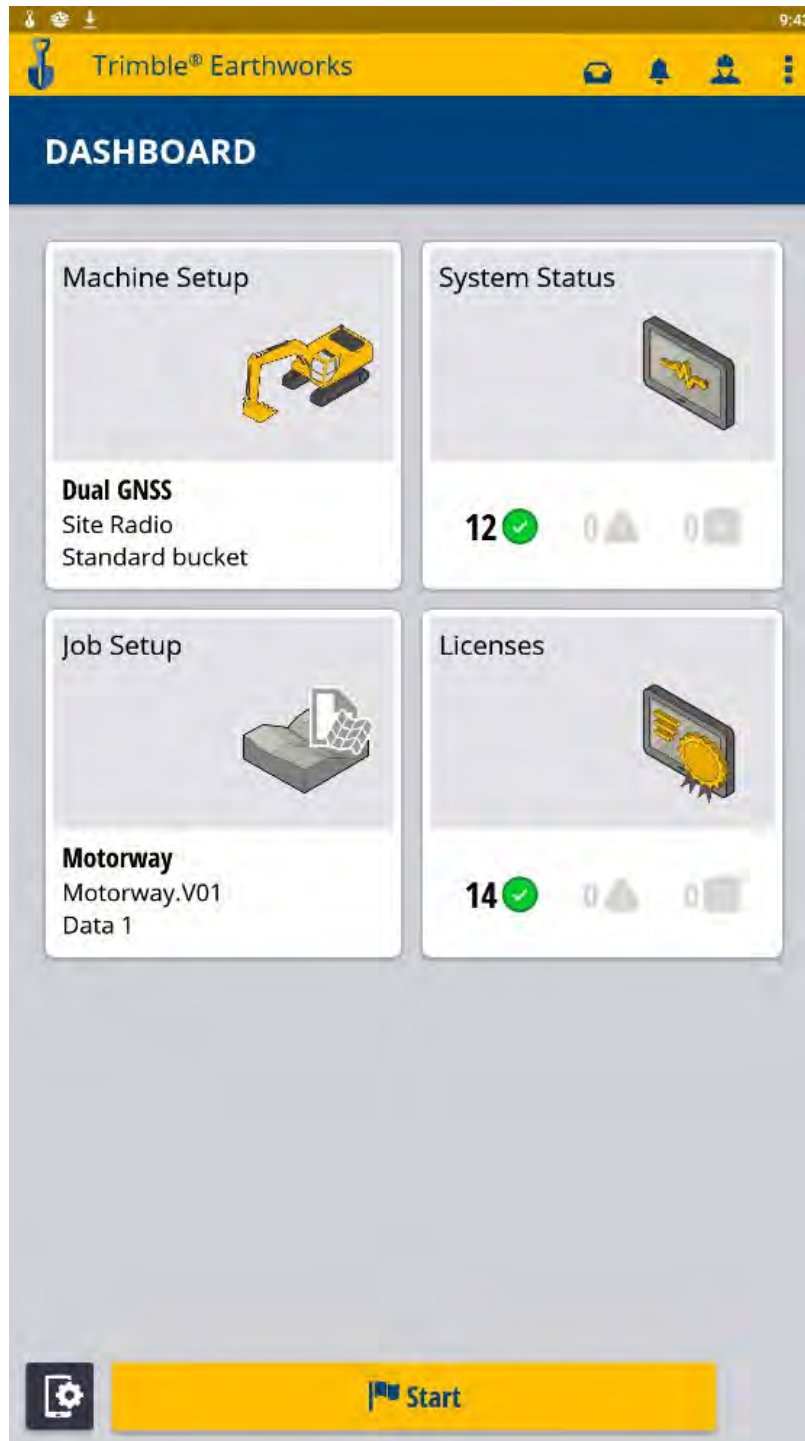 9:43
Trimble® Earthworks
DASHBOARD
Machine Setup
Dual GNSS
Site Radio
Standard bucket
System Status
12 0 0
Job Setup
Motorway
Motorway.V01
Data 1
Licenses
14 0 0
Start